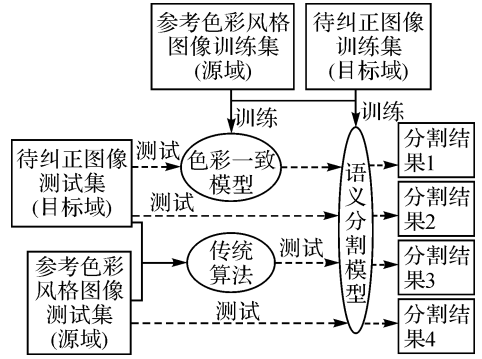 参考色彩风格
图像训练集
(源域)
待纠正图像
训练集
(目标域)
训练
训练
待纠正图像
测试集
(目标域)
测试
色彩一致
模型
测试
语义分割模型
分割结
果1
分割结
果2
参考色彩
风格图像
测试集
(源域)
传统
算法
测试
测试
分割结
果3
分割结
果4